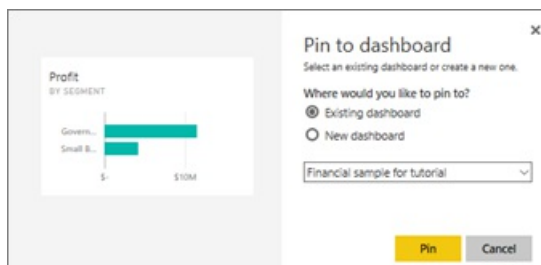 Pin to dashboard
Select an existing dashboard or create a new one.
Where would you like to pin to?
Existing dashboard
New dashboard
Financial sample for tutorial
Pin Cancel
Profit
BY SEGMENT
Govern...
Small B...
$- $10M